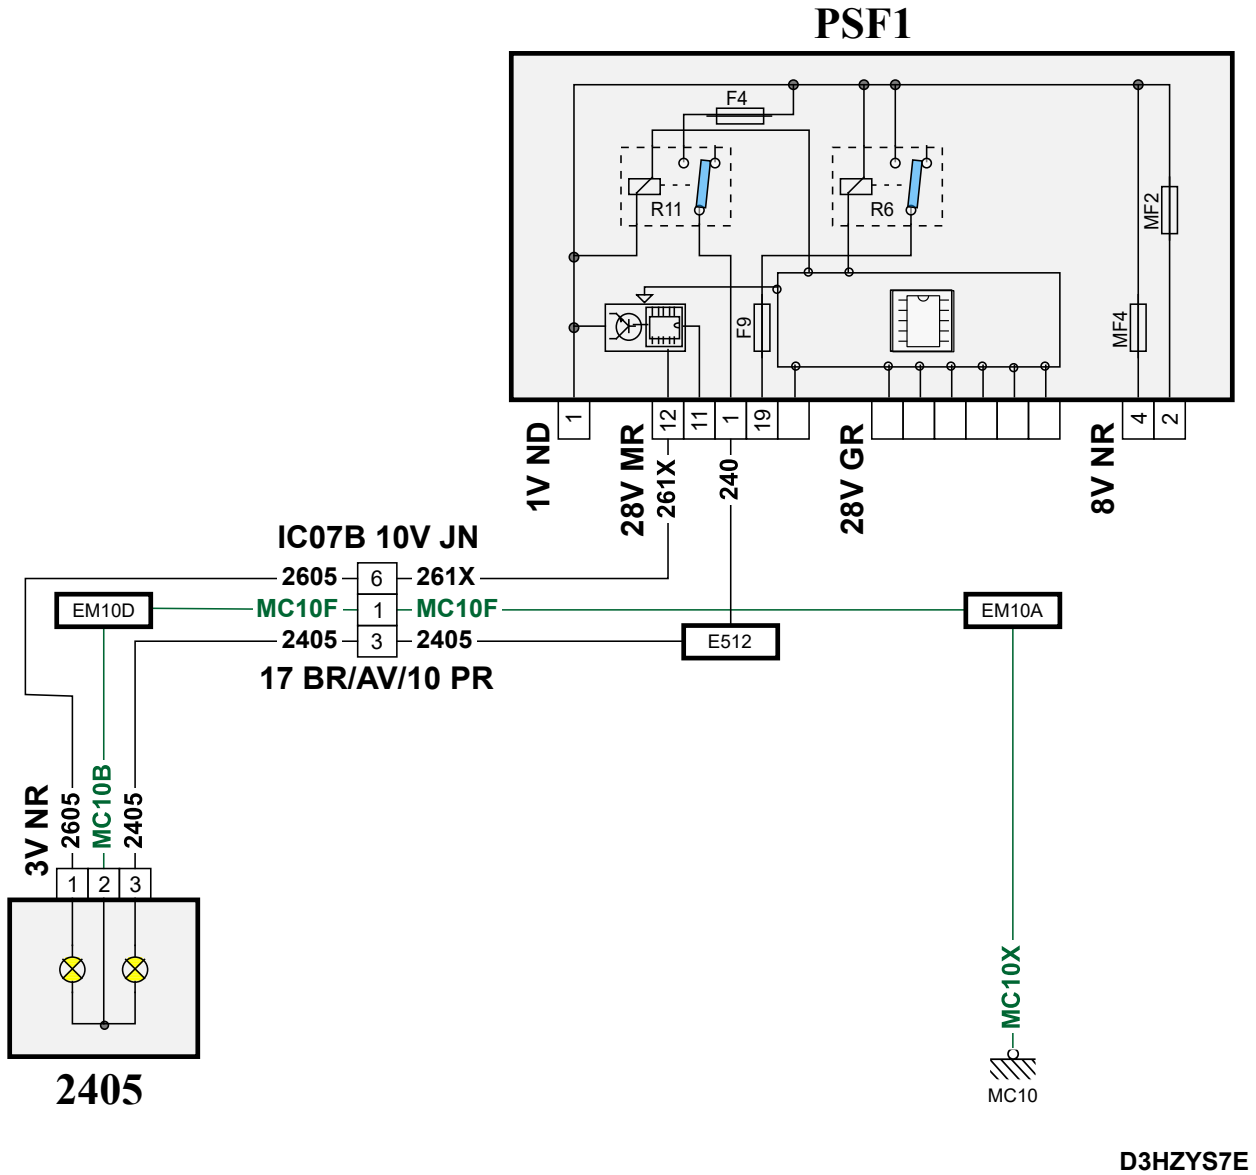 PSF1
F4
R11
R6
MF2
F9
MF4
1V ND
1
28V MR
12
11
1
19
28V GR
8V NR
4
2
261X
240
IC07B 10V JN
2605 6 261X
EM10D MC10F 1 MC10F EM10A
2405 3 2405 E512
17 BR/AV/10 PR
3V NR
2605
MC10B
2405
1 2 3
MC10X
2405
MC10
D3HZYS7E